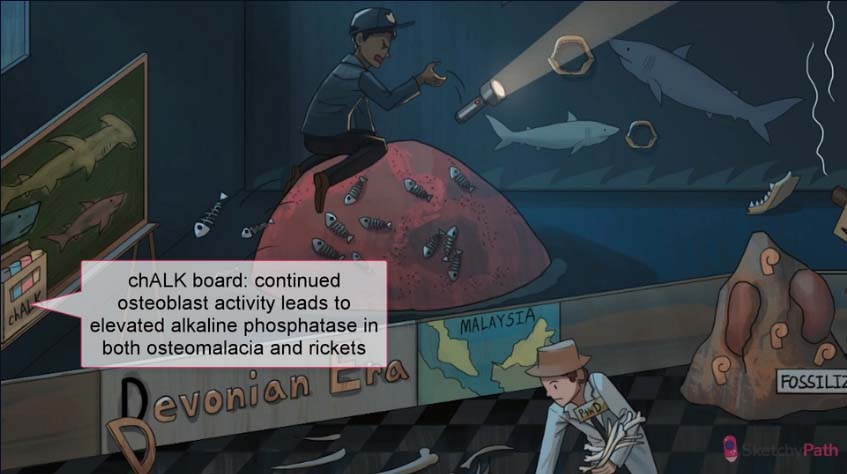 chALK
chALK board: continued
osteoblast activity leads to
elevated alkaline phosphatase in
both osteomalacia and rickets
MALAYSIA
Devonian Era
FOSSILIZ
SketchyPath